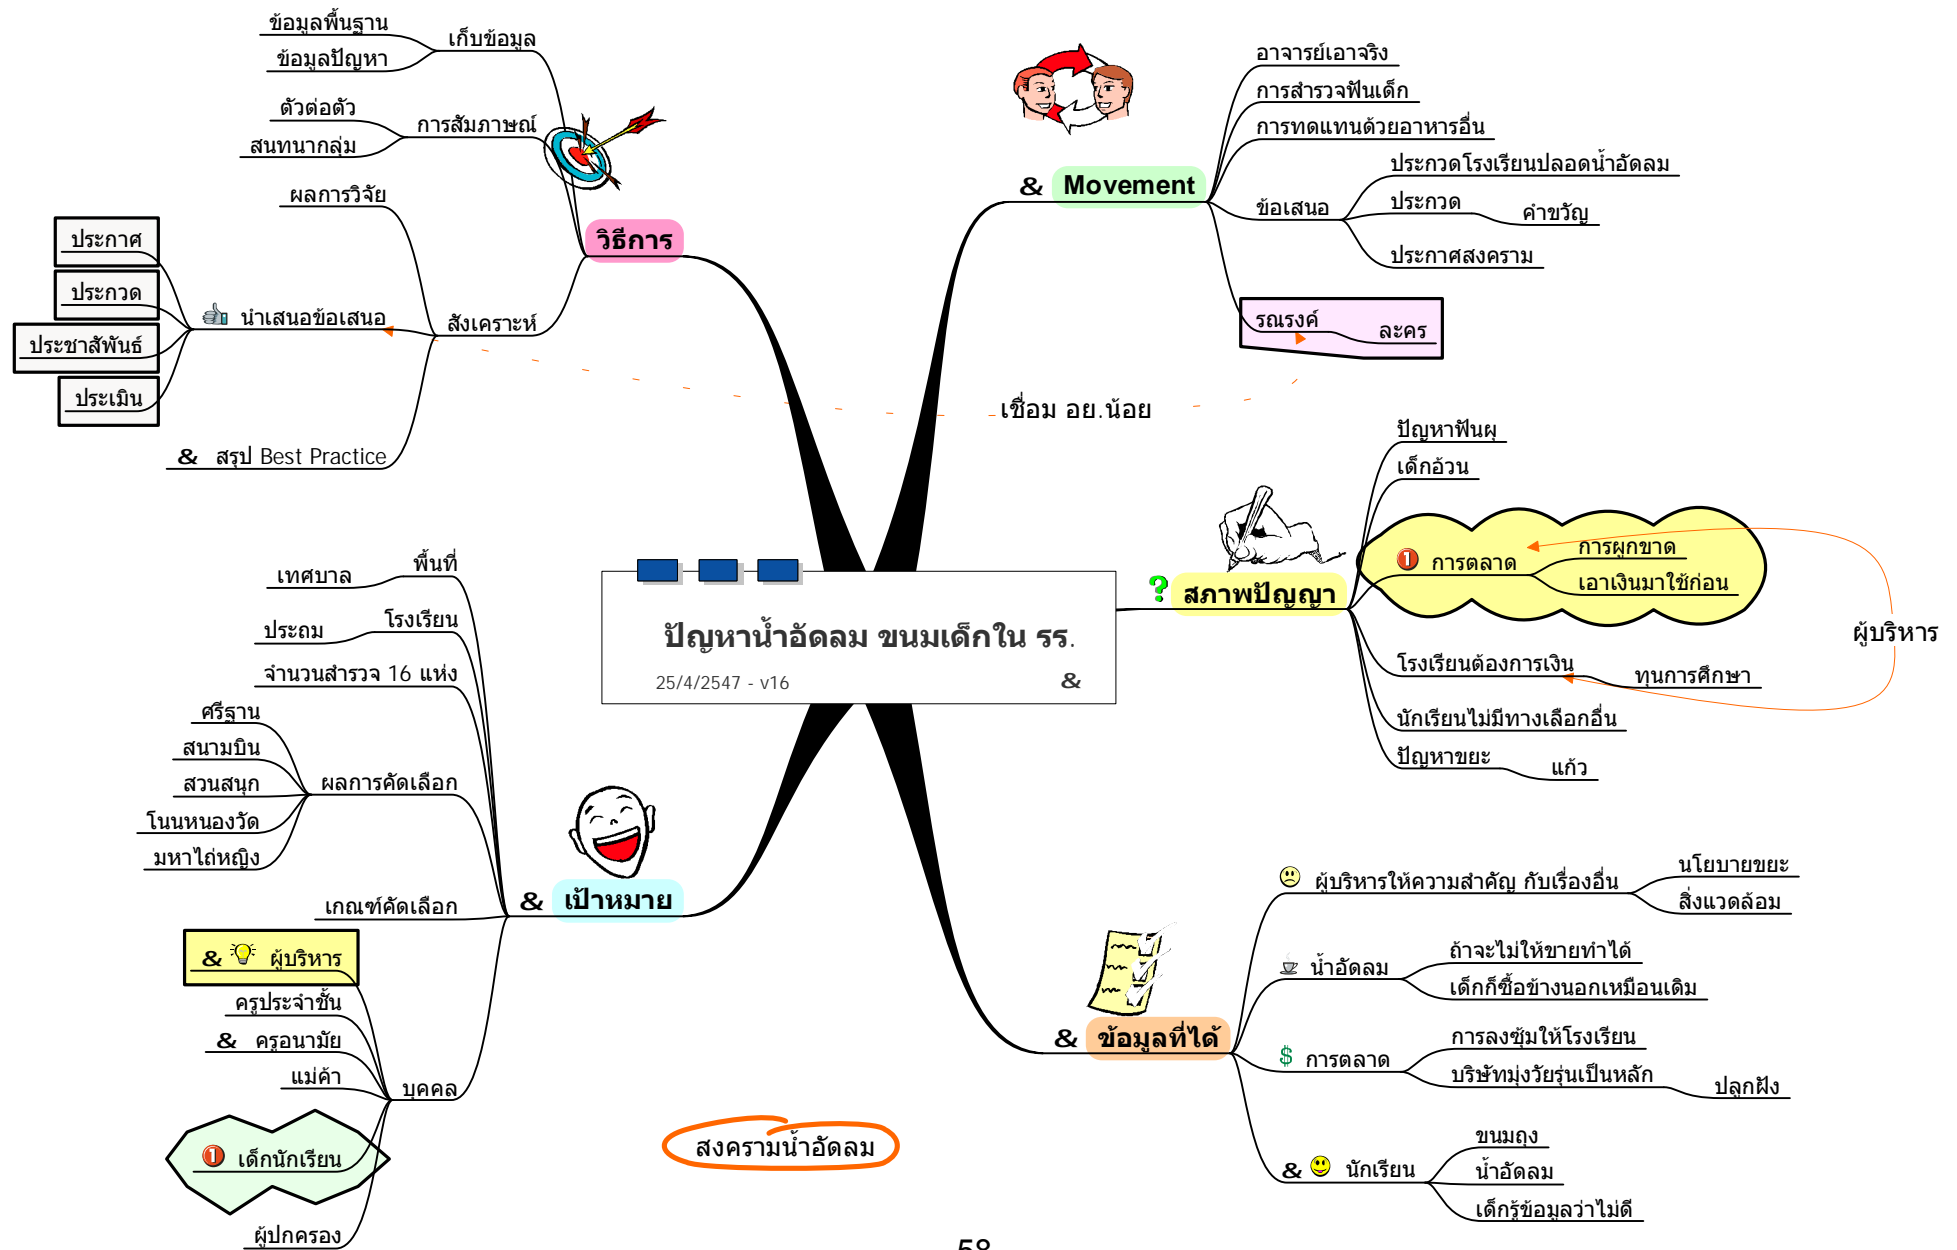 ข้อมูลพื้นฐาน
ข้อมูลปัญหา
เก็บข้อมูล
ตัวต่อตัว
สนทนากลุ่ม
การสัมภาษณ์
ผลการวิจัย
ประกาศ
ประกวด
ประชาสัมพันธ์
ประเมิน
นำเสนอข้อเสนอ
สังเคราะห์
& สรุป Best Practice
วิธีการ
& Movement
อาจารย์เอาจริง
การสำรวจฟันเด็ก
การทดแทนด้วยอาหารอื่น
ข้อเสนอ
ประกวดโรงเรียนปลอดน้ำอัดลม
ประกวด
คำขวัญ
ประกาศสงคราม
รณรงค์
ละคร
เชื่อม อย.น้อย
ปัญหาน้ำอัดลม ขนมเด็กใน รร.
25/4/2547 - v16
&
? สภาพปัญญา
ปัญหาฟันผุ
เด็กอ้วน
1 การตลาด
การผูกขาด
เอาเงินมาใช้ก่อน
ผู้บริหาร
โรงเรียนต้องการเงิน
ทุนการศึกษา
นักเรียนไม่มีทางเลือกอื่น
ปัญหาขยะ
แก้ว
พื้นที่
เทศบาล
โรงเรียน
ประถม
จำนวนสำรวจ 16 แห่ง
ศรีฐาน
สนามบิน
สวนสนุก
โนนหนองวัด
มหาไถ่หญิง
ผลการคัดเลือก
เกณฑ์คัดเลือก
& เป้าหมาย
& ผู้บริหาร
ครูประจำชั้น
& ครูอนามัย
แม่ค้า
1 เด็กนักเรียน
ผู้ปกครอง
บุคคล
& ข้อมูลที่ได้
ผู้บริหารให้ความสำคัญ กับเรื่องอื่น
นโยบายขยะ
สิ่งแวดล้อม
น้ำอัดลม
ถ้าจะไม่ให้ขายทำได้
เด็กก็ซื้อข้างนอกเหมือนเดิม
$ การตลาด
การลงซุ้มให้โรงเรียน
บริษัทมุ่งวัยรุ่นเป็นหลัก
ปลูกฝัง
& นักเรียน
ขนมถุง
น้ำอัดลม
เด็กรู้ข้อมูลว่าไม่ดี
สงครามน้ำอัดลม
58